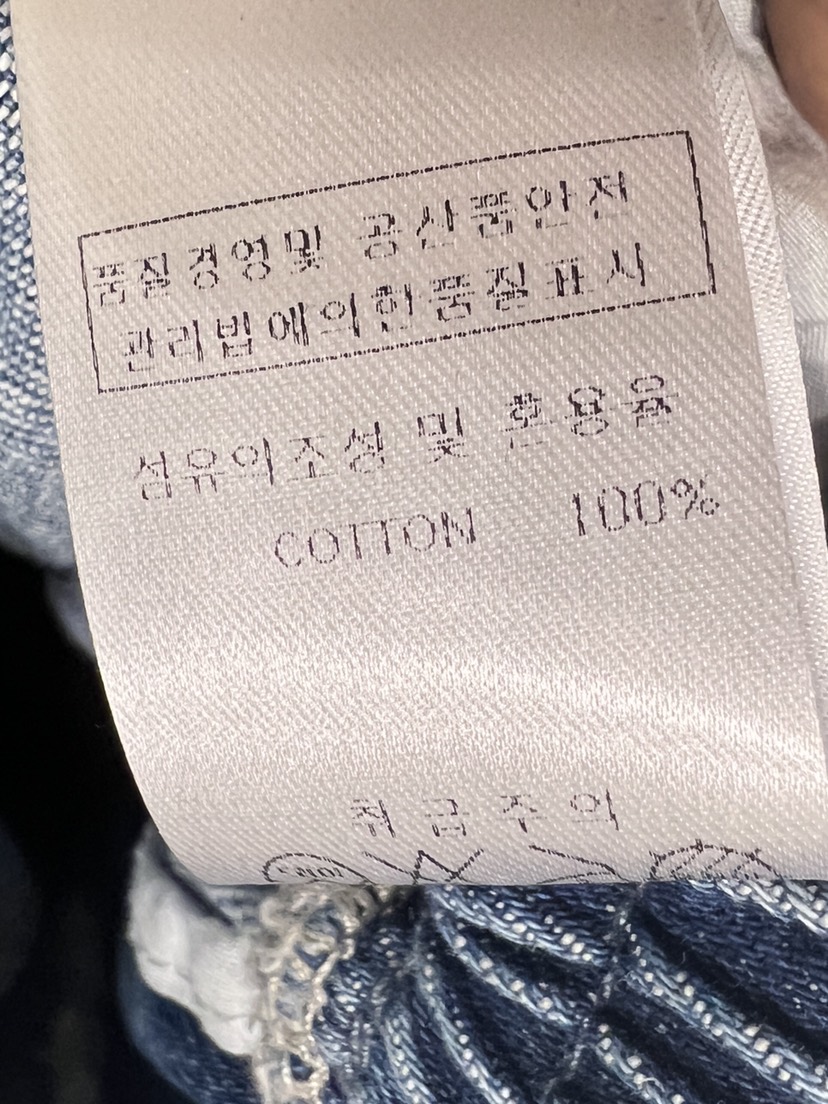 품질경영및 공산품안전
관리법에의한품질표시
섬유의조성 및 혼용율
COTTON 100%
취급주의